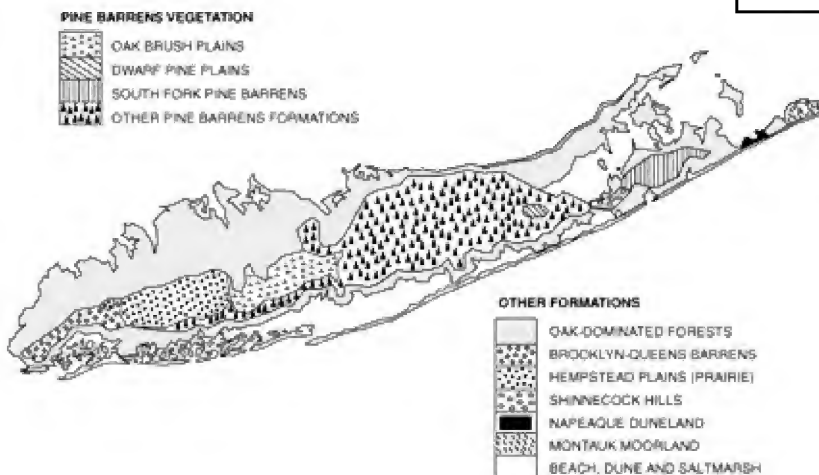 PINE BARRENS VEGETATION
OAK BRUSH PLAINS
DWARF PINE PLAINS
SOUTH FORK PINE BARRENS
OTHER PINE BARRENS FORMATIONS
OTHER FORMATIONS
OAK-DOMINATED FORESTS
BROOKLYN-QUEENS BARRENS
HEMPSTEAD PLAINS (PRAIRIE)
SHINNECOCK HILLS
NAPEAQUE DUNELAND
MONTAUK MOORLAND
BEACH, DUNE AND SALTMARSH